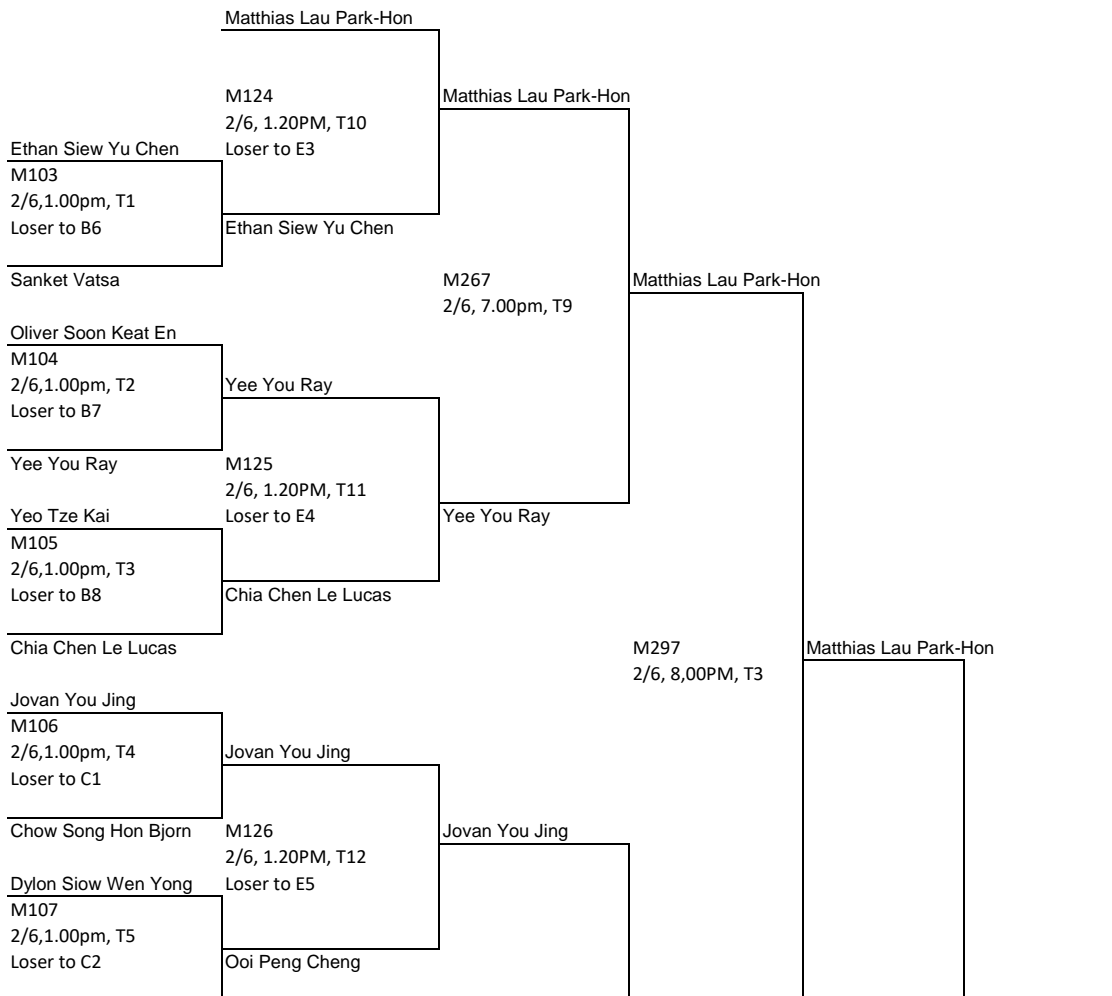 Matthias Lau Park-Hon
M124
2/6, 1.20PM, T10
Loser to E3
Matthias Lau Park-Hon
Ethan Siew Yu Chen
M103
2/6,1.00pm, T1
Loser to B6
Ethan Siew Yu Chen
Sanket Vatsa
M267
2/6, 7.00pm, T9
Matthias Lau Park-Hon
Oliver Soon Keat En
M104
2/6,1.00pm, T2
Loser to B7
Yee You Ray
Yee You Ray
M125
2/6, 1.20PM, T11
Loser to E4
Yee You Ray
Yeo Tze Kai
M105
2/6,1.00pm, T3
Loser to B8
Chia Chen Le Lucas
Chia Chen Le Lucas
M297
2/6, 8,00PM, T3
Matthias Lau Park-Hon
Jovan You Jing
M106
2/6,1.00pm, T4
Loser to C1
Jovan You Jing
Chow Song Hon Bjorn
M126
2/6, 1.20PM, T12
Loser to E5
Jovan You Jing
Dylon Siow Wen Yong
M107
2/6,1.00pm, T5
Loser to C2
Ooi Peng Cheng